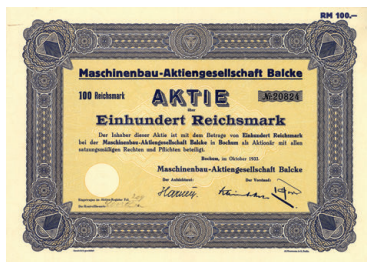 RM 100.—
Maschinenbau-Aktiengesellschaft Balcke
100 Reichsmark AKTIE № 20824
über
Einhundert Reichsmark
Der Inhaber dieser Aktie ist mit dem Betrage von Einhundert Reichsmark
bei der Maschinenbau-Aktiengesellschaft Balcke in Bochum als Aktionär mit allen
satzungsmäßigen Rechten und Pflichten beteiligt.
Bochum, im Oktober 1933
Maschinenbau-Aktiengesellschaft Balcke
Der Aufsichtsrat: Der Vorstand: